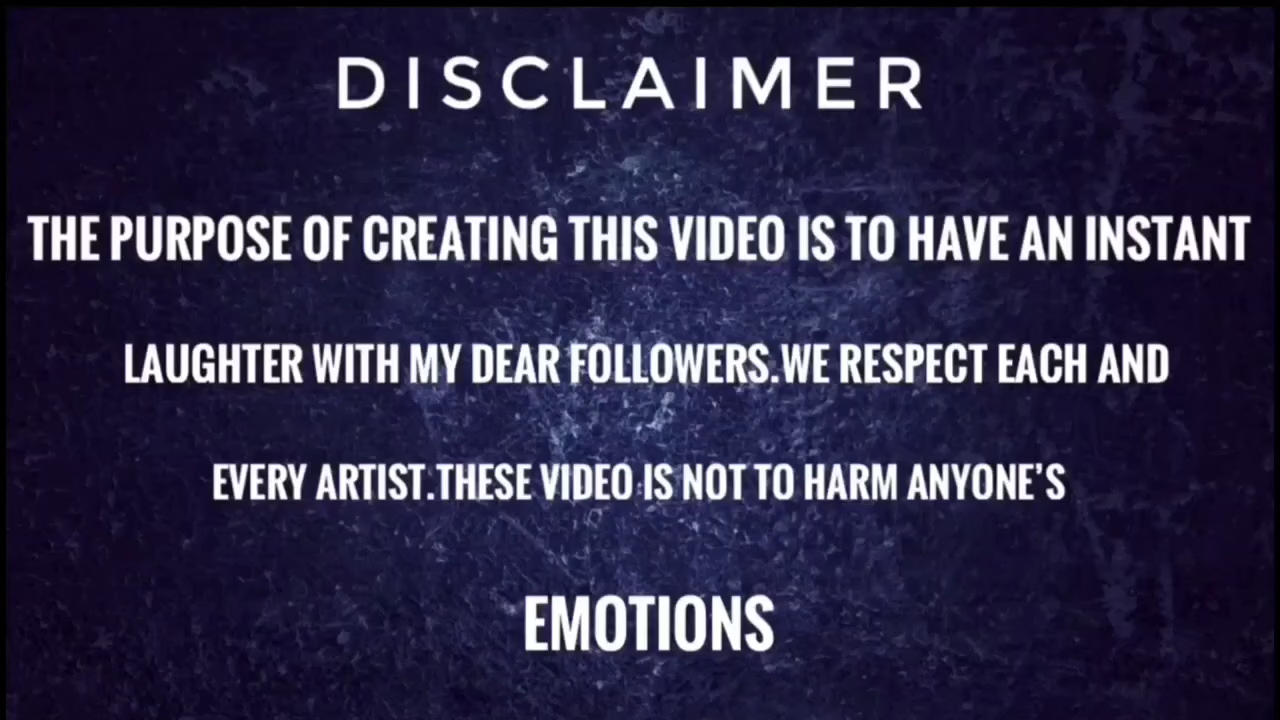 DISCLAIMER
THE PURPOSE OF CREATING THIS VIDEO IS TO HAVE AN INSTANT
LAUGHTER WITH MY DEAR FOLLOWERS.WE RESPECT EACH AND
EVERY ARTIST.THESE VIDEO IS NOT TO HARM ANYONE'S
EMOTIONS